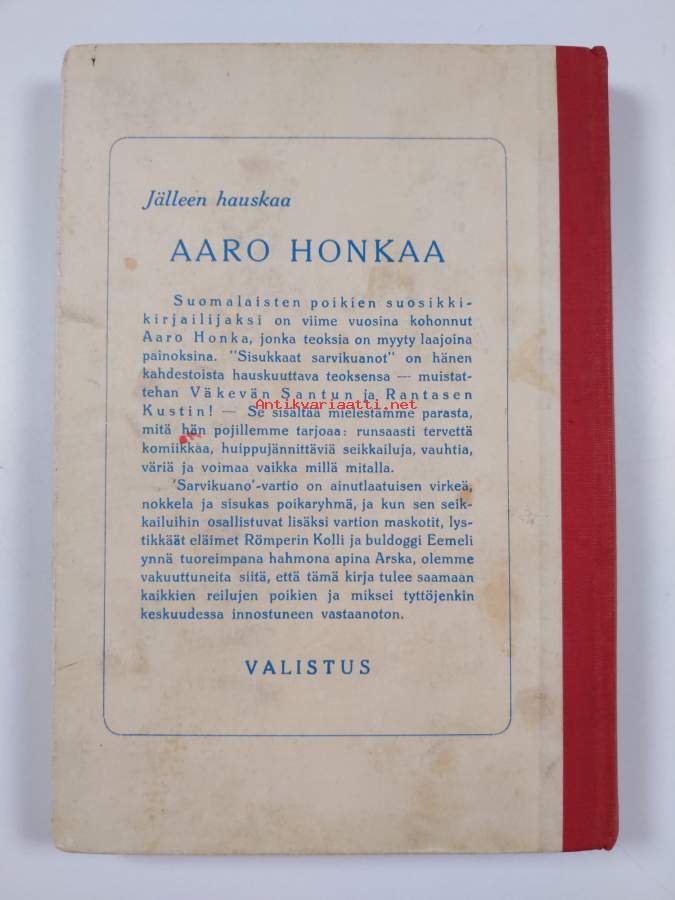 Jälleen hauskaa
AARO HONKAA
Suomalaisten poikien suosikki-
kirjailijaksi on viime vuosina kohonnut
Aaro Honka, jonka teoksia on myyty laajoina
painoksina. "Sisukkaat sarvikuanot" on hänen
kahdestoista hauskuuttava teoksensa — muistat-
tehan Väkevän Santun ja Rantasen
Antikvariaatti.net
Kustin! — Se sisältää mielestämme parasta,
mitä hän pojillemme tarjoaa: runsaasti tervettä
komiikkaa, huippujännittäviä seikkailuja, vauhtia,
väriä ja voimaa vaikka millä mitalla.
'Sarvikuano'-vartio on ainutlaatuisen virkeä,
nokkela ja sisukas poikaryhmä, ja kun sen seik-
kailuihin osallistuvat lisäksi vartion maskotit, lys-
tikkäät eläimet Römperin Kolli ja buldoggi Eemeli
ynnä tuoreimpana hahmona apina Arska, olemme
vakuuttuneita siitä, että tämä kirja tulee saamaan
kaikkien reilujen poikien ja miksei tyttöjenkin
keskuudessa innostuneen vastaanoton.
VALISTUS